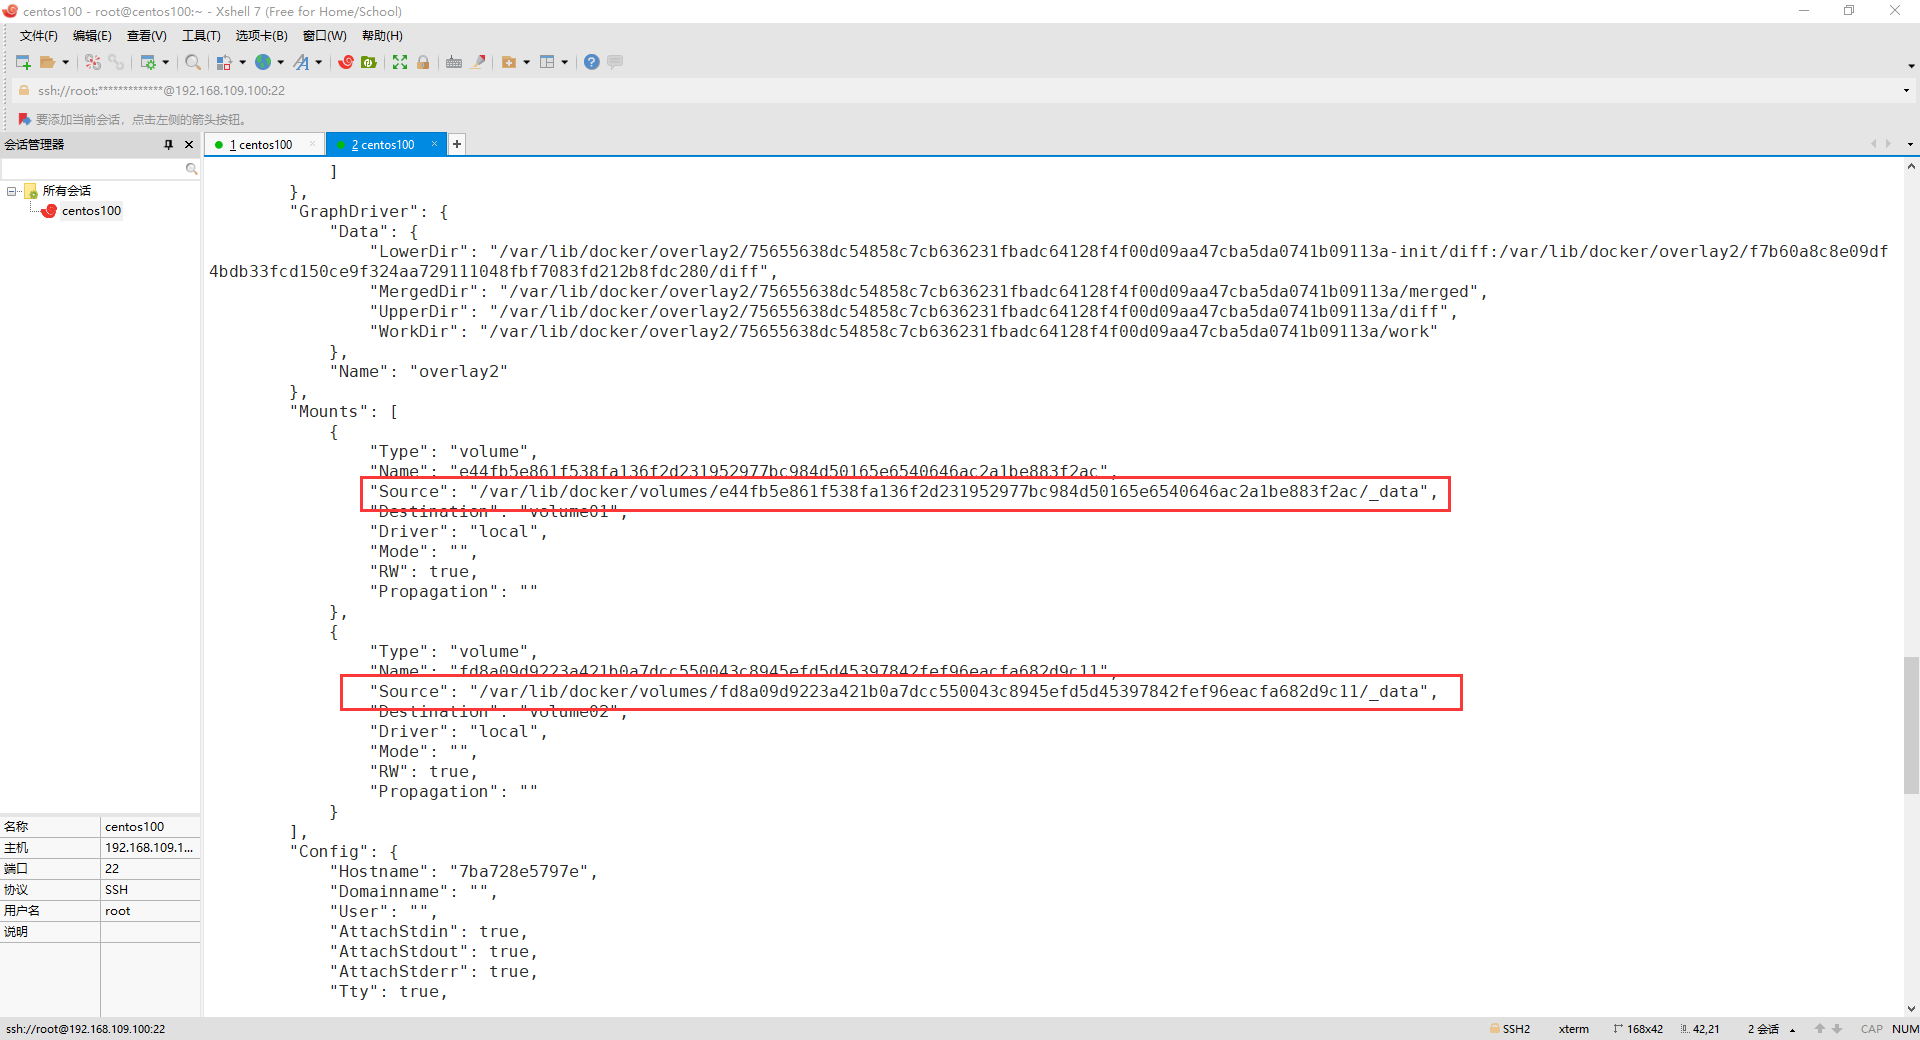 centos100 - root@centos100:~ - Xshell 7 (Free for Home/School)
文件(F) 编辑(E) 查看(V) 工具(T) 选项卡(B) 窗口(W) 帮助(H)
ssh://root:*************@192.168.109.100:22
要添加当前会话，点击左侧的箭头按钮。
会话管理器
所有会话
centos100
1 centos100
2 centos100
]
},
"GraphDriver": {
"Data": {
"LowerDir": "/var/lib/docker/overlay2/75655638dc54858c7cb636231fbadc64128f4f00d09aa47cba5da0741b09113a-init/diff:/var/lib/docker/overlay2/f7b60a8c8e09df
4bdb33fcd150ce9f324aa729111048fbf7083fd212b8fdc280/diff",
"MergedDir": "/var/lib/docker/overlay2/75655638dc54858c7cb636231fbadc64128f4f00d09aa47cba5da0741b09113a/merged",
"UpperDir": "/var/lib/docker/overlay2/75655638dc54858c7cb636231fbadc64128f4f00d09aa47cba5da0741b09113a/diff",
"WorkDir": "/var/lib/docker/overlay2/75655638dc54858c7cb636231fbadc64128f4f00d09aa47cba5da0741b09113a/work"
},
"Name": "overlay2"
},
"Mounts": [
{
"Type": "volume",
"Name": "e44fb5e861f538fa136f2d231952977bc984d50165e6540646ac2a1be883f2ac",
"Source": "/var/lib/docker/volumes/e44fb5e861f538fa136f2d231952977bc984d50165e6540646ac2a1be883f2ac/_data",
"Destination": "volume01",
"Driver": "local",
"Mode": "",
"RW": true,
"Propagation": ""
},
{
"Type": "volume",
"Name": "fd8a09d9223a421b0a7dcc550043c8945efd5d45397842fef96eacfa682d9c11",
"Source": "/var/lib/docker/volumes/fd8a09d9223a421b0a7dcc550043c8945efd5d45397842fef96eacfa682d9c11/_data",
"Destination": "volume02",
"Driver": "local",
"Mode": "",
"RW": true,
"Propagation": ""
}
],
"Config": {
"Hostname": "7ba728e5797e",
"Domainname": "",
"User": "",
"AttachStdin": true,
"AttachStdout": true,
"AttachStderr": true,
"Tty": true,
名称 centos100
主机 192.168.109.1...
端口 22
协议 SSH
用户名 root
说明
ssh://root@192.168.109.100:22
SSH2 xterm 168x42 42,21 2 会话 CAP NUM